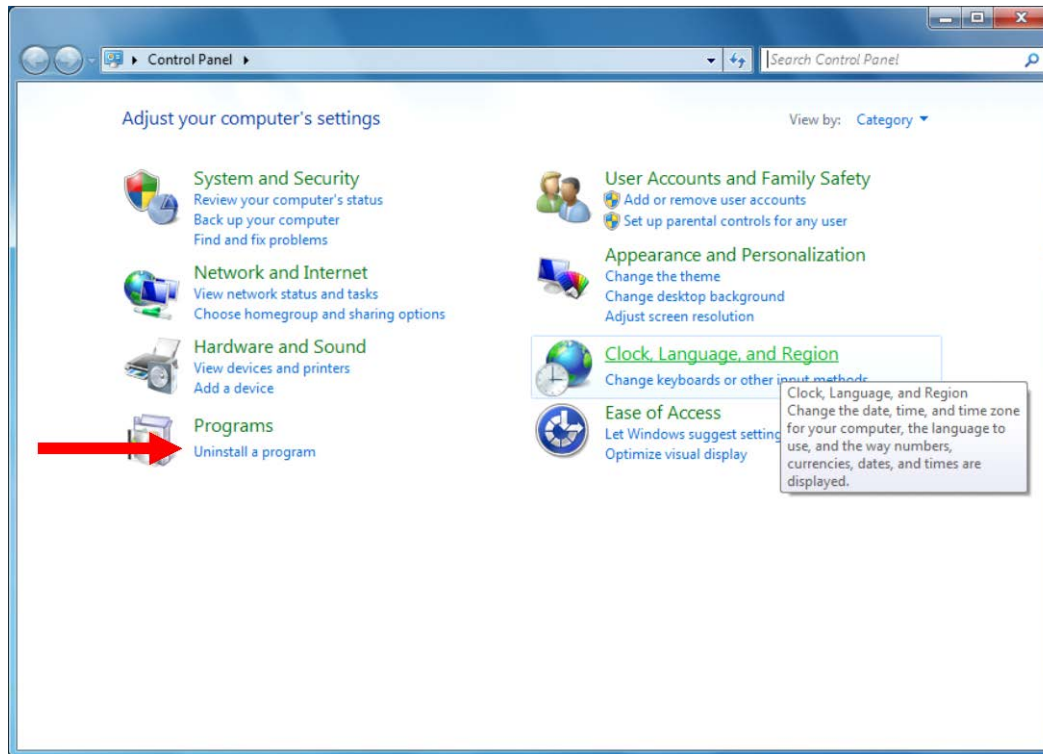 Control Panel
Search Control Panel
Adjust your computer's settings
View by: Category
System and Security
Review your computer's status
Back up your computer
Find and fix problems
Network and Internet
View network status and tasks
Choose homegroup and sharing options
Hardware and Sound
View devices and printers
Add a device
Programs
Uninstall a program
User Accounts and Family Safety
Add or remove user accounts
Set up parental controls for any user
Appearance and Personalization
Change the theme
Change desktop background
Adjust screen resolution
Clock, Language, and Region
Change keyboards or other input methods
Ease of Access
Let Windows suggest setting
Optimize visual display
Clock, Language, and Region
Change the date, time, and time zone
for your computer, the language to
use, and the way numbers,
currencies, dates, and times are
displayed.